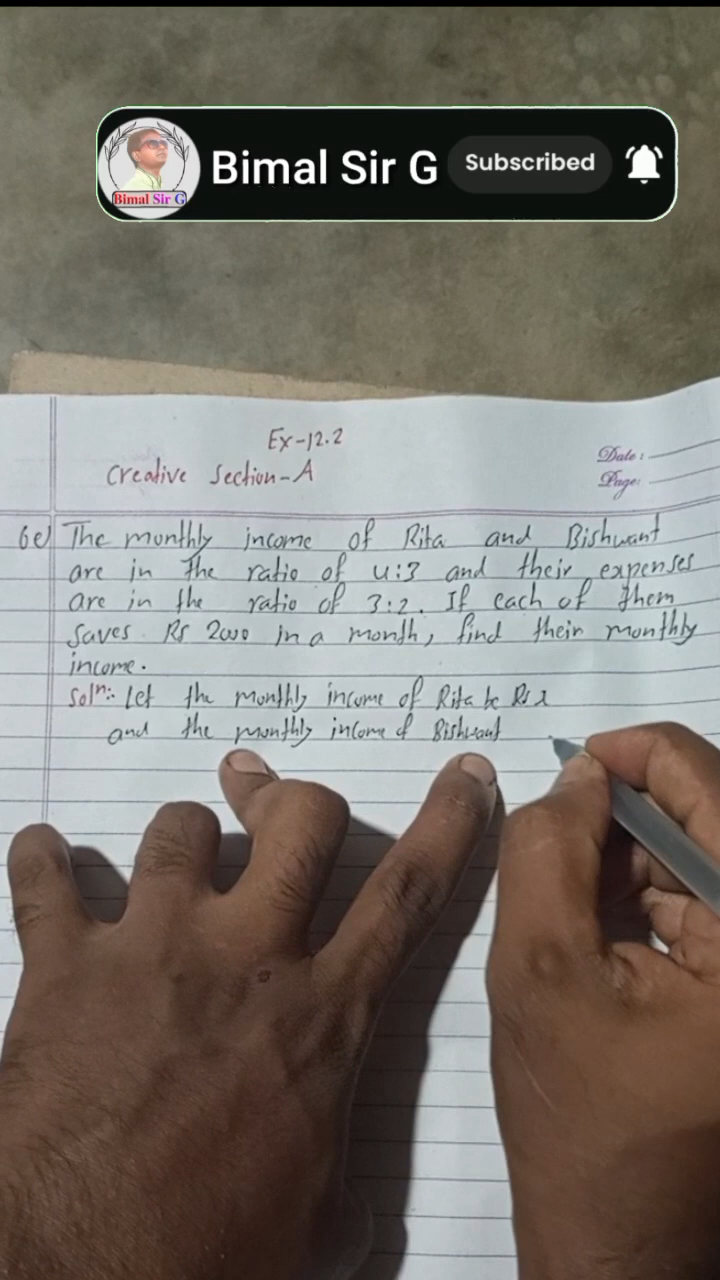 Bimal Sir G
Bimal Sir G Subscribed
Ex-12.2
Creative Section-A
Date:
Page:
6e) The monthly income of Rita and Bishwant
are in the ratio of 4:3 and their expenses
are in the ratio of 3:2. If each of them
saves Rs 2000 in a month, find their monthly
income.
Solⁿ:- Let the monthly income of Rita be Rs x
and the monthly income of Bishwant